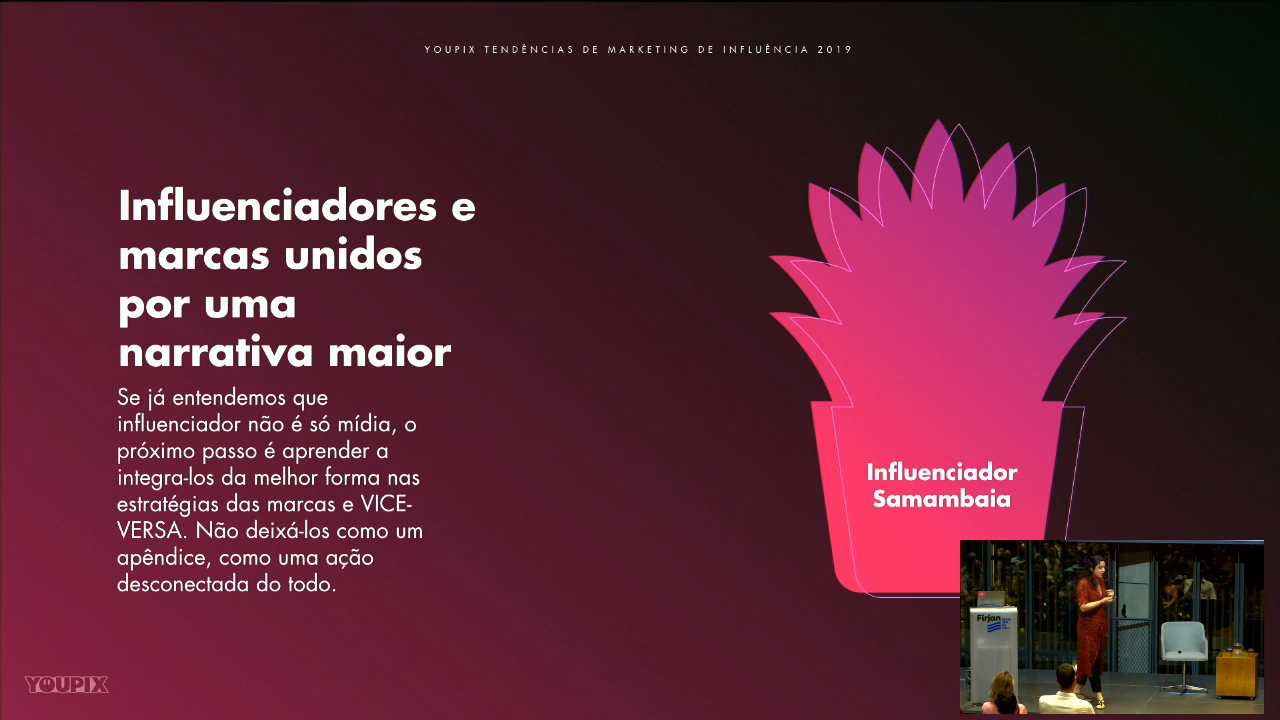 YOUPIX TENDÊNCIAS DE MARKETING DE INFLUÊNCIA 2019
Influenciadores e
marcas unidos
por uma
narrativa maior
Se já entendemos que
influenciador não é só mídia, o
próximo passo é aprender a
integra-los da melhor forma nas
estratégias das marcas e VICE-
VERSA. Não deixá-los como um
apêndice, como uma ação
desconectada do todo.
Influenciador
Samambaia
Firjan
YOUPIX